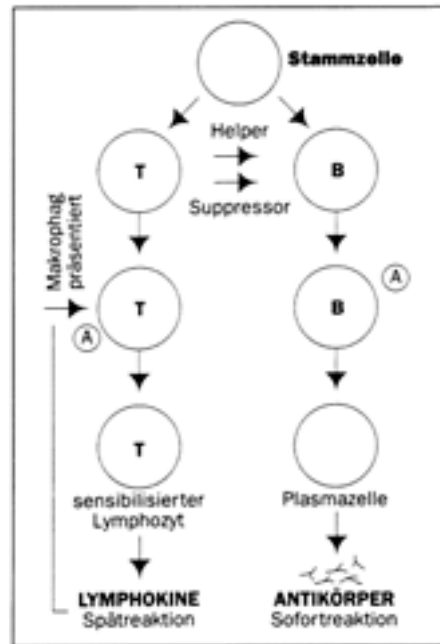 Stammzelle
Helper
T
B
Suppressor
Makrophag
präsentiert
T
B
A
A
T
sensibilisierter
Lymphozyt
Plasmazelle
LYMPHOKINE
Spätreaktion
ANTIKÖRPER
Sofortreaktion